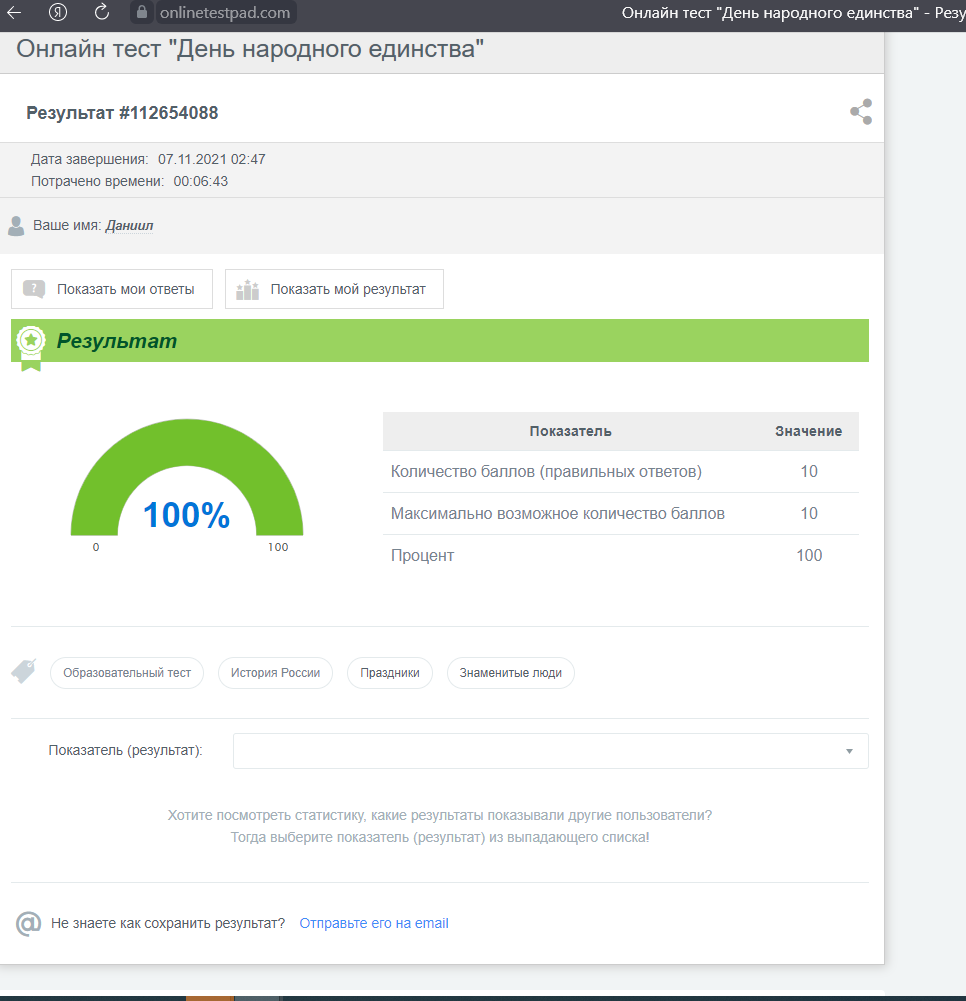 onlinetestpad.com
Онлайн тест "День народного единства" - Резу
Онлайн тест "День народного единства"
Результат #112654088
Дата завершения: 07.11.2021 02:47
Потрачено времени: 00:06:43
Ваше имя: Даниил
Показать мои ответы
Показать мой результат
Результат
100%
0
100
Показатель Значение
Количество баллов (правильных ответов) 10
Максимально возможное количество баллов 10
Процент 100
Образовательный тест
История России
Праздники
Знаменитые люди
Показатель (результат):
Хотите посмотреть статистику, какие результаты показывали другие пользователи?
Тогда выберите показатель (результат) из выпадающего списка!
Не знаете как сохранить результат? Отправьте его на email